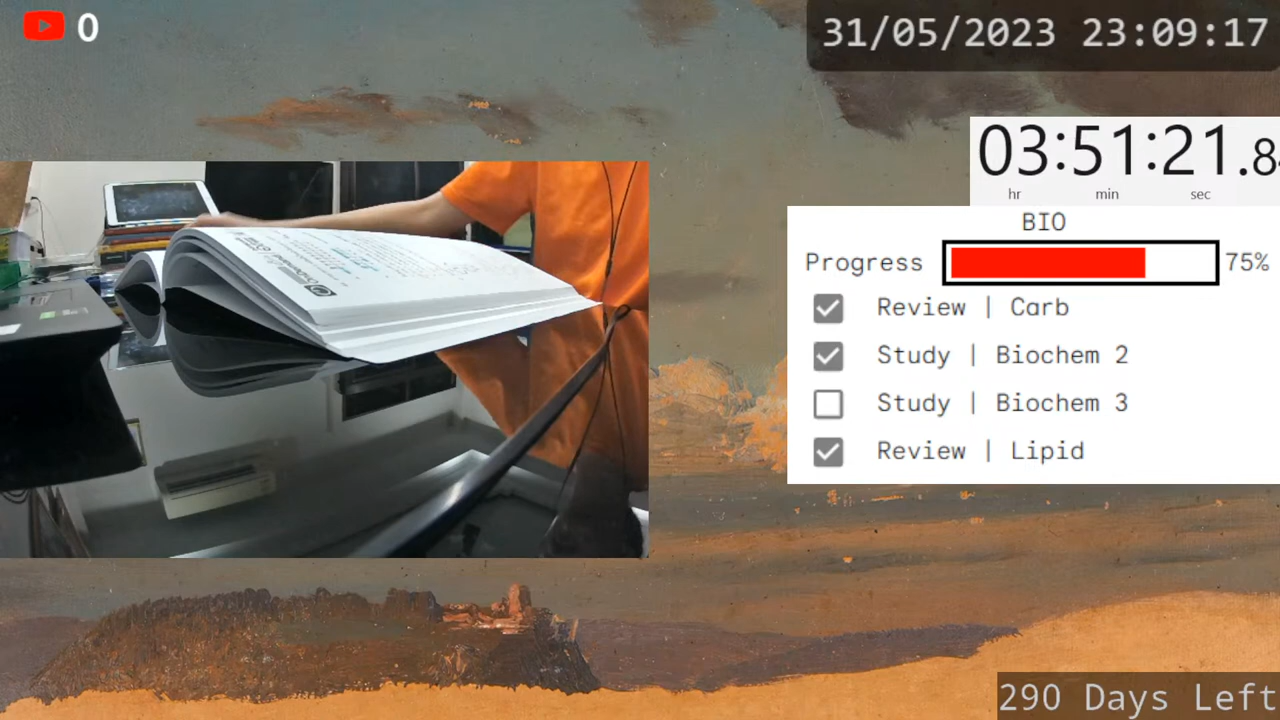 0
31/05/2023 23:09:17
03:51:21.8
hr min sec
BIO
Progress 75%
Review | Carb
Study | Biochem 2
Study | Biochem 3
Review | Lipid
290 Days Left